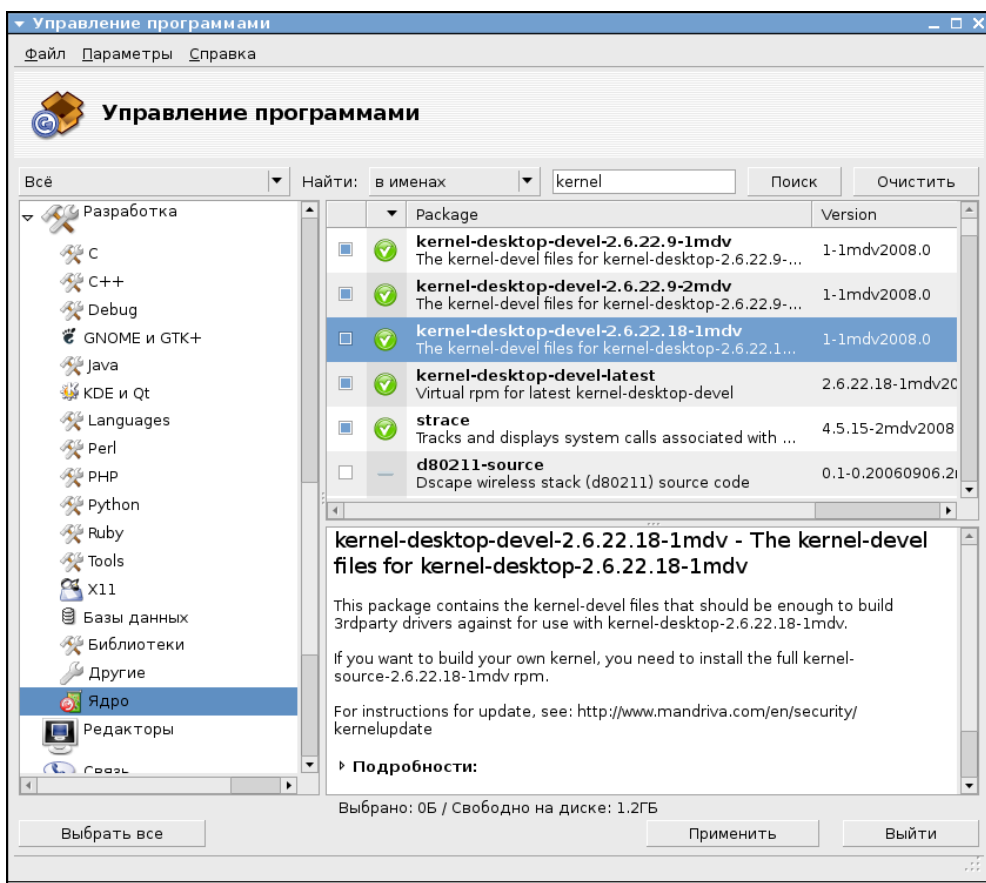 Управление программами
Файл Параметры Справка
Управление программами
Всё Найти: в именах kernel Поиск Очистить
Разработка
C
C++
Debug
GNOME и GTK+
Java
KDE и Qt
Languages
Perl
PHP
Python
Ruby
Tools
X11
Базы данных
Библиотеки
Другие
Ядро
Редакторы
Связь
Package Version
kernel-desktop-devel-2.6.22.9-1mdv
The kernel-devel files for kernel-desktop-2.6.22.9-... 1-1mdv2008.0
kernel-desktop-devel-2.6.22.9-2mdv
The kernel-devel files for kernel-desktop-2.6.22.9-... 1-1mdv2008.0
kernel-desktop-devel-2.6.22.18-1mdv
The kernel-devel files for kernel-desktop-2.6.22.1... 1-1mdv2008.0
kernel-desktop-devel-latest
Virtual rpm for latest kernel-desktop-devel 2.6.22.18-1mdv20
strace
Tracks and displays system calls associated with ... 4.5.15-2mdv2008
d80211-source
Dscape wireless stack (d80211) source code 0.1-0.20060906.2
kernel-desktop-devel-2.6.22.18-1mdv - The kernel-devel
files for kernel-desktop-2.6.22.18-1mdv
This package contains the kernel-devel files that should be enough to build
3rdparty drivers against for use with kernel-desktop-2.6.22.18-1mdv.
If you want to build your own kernel, you need to install the full kernel-
source-2.6.22.18-1mdv rpm.
For instructions for update, see: http://www.mandriva.com/en/security/
kernelupdate
Подробности:
Выбрано: 0Б / Свободно на диске: 1.2ГБ
Выбрать все Применить Выйти